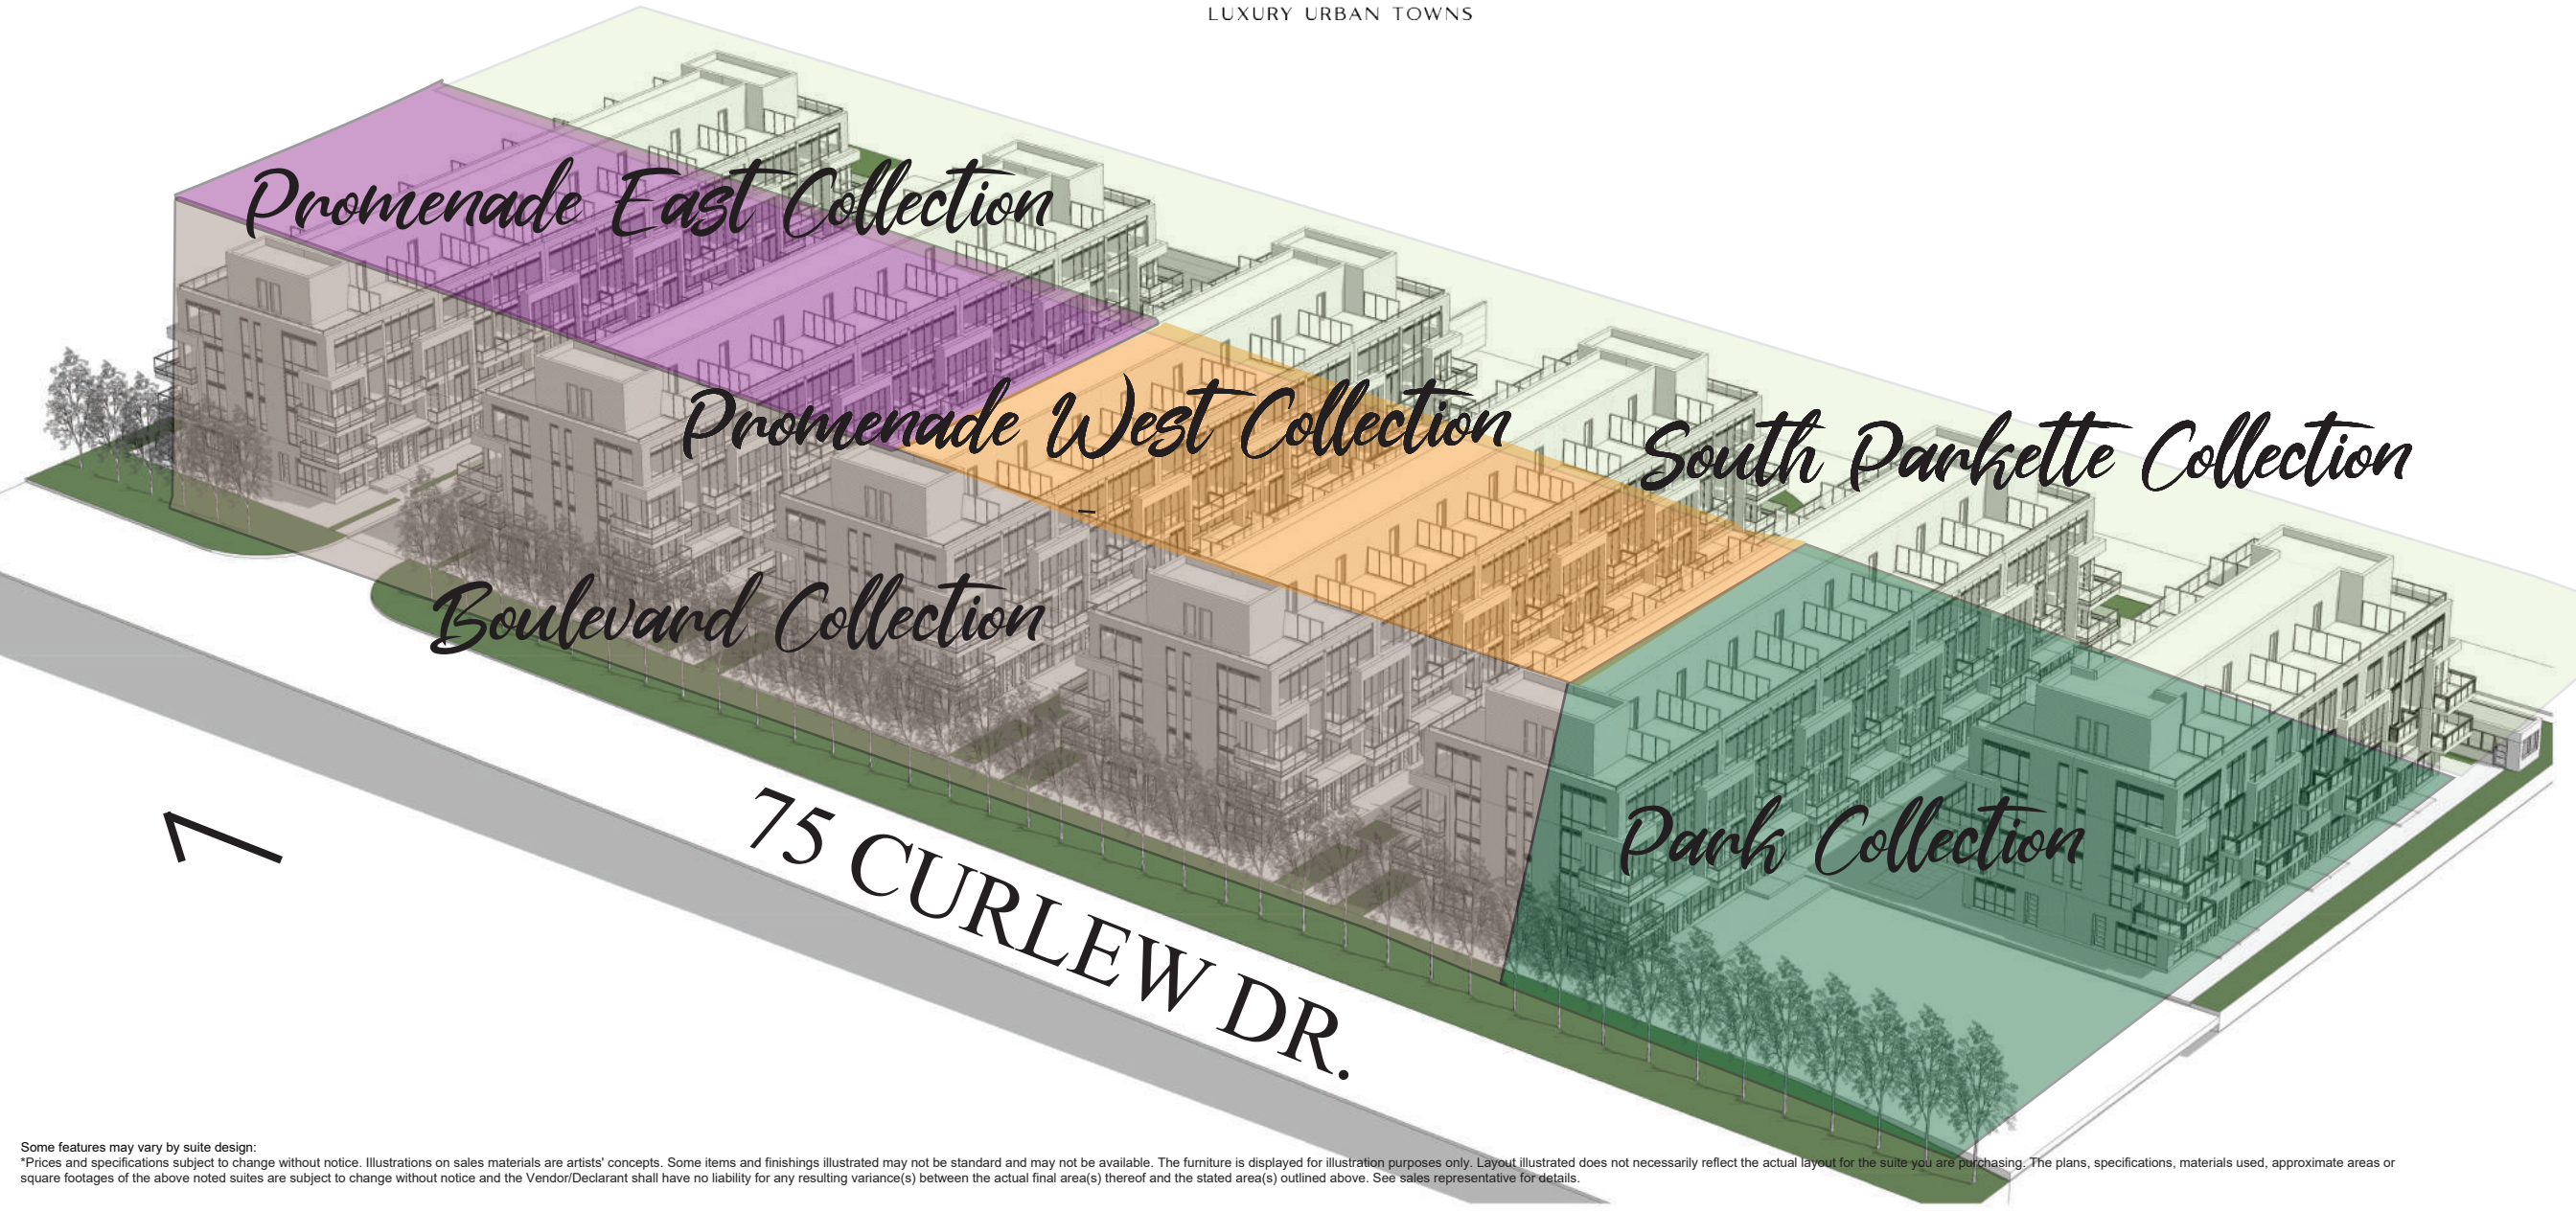 LUXURY URBAN TOWNS
Promenade East Collection
Promenade West Collection
South Parkette Collection
Boulevard Collection
Park Collection
75 CURLEW DR.
Some features may vary by suite design:
*Prices and specifications subject to change without notice. Illustrations on sales materials are artists' concepts. Some items and finishings illustrated may not be standard and may not be available. The furniture is displayed for illustration purposes only. Layout illustrated does not necessarily reflect the actual layout for the suite you are purchasing. The plans, specifications, materials used, approximate areas or
square footages of the above noted suites are subject to change without notice and the Vendor/Declarant shall have no liability for any resulting variance(s) between the actual final area(s) thereof and the stated area(s) outlined above. See sales representative for details.